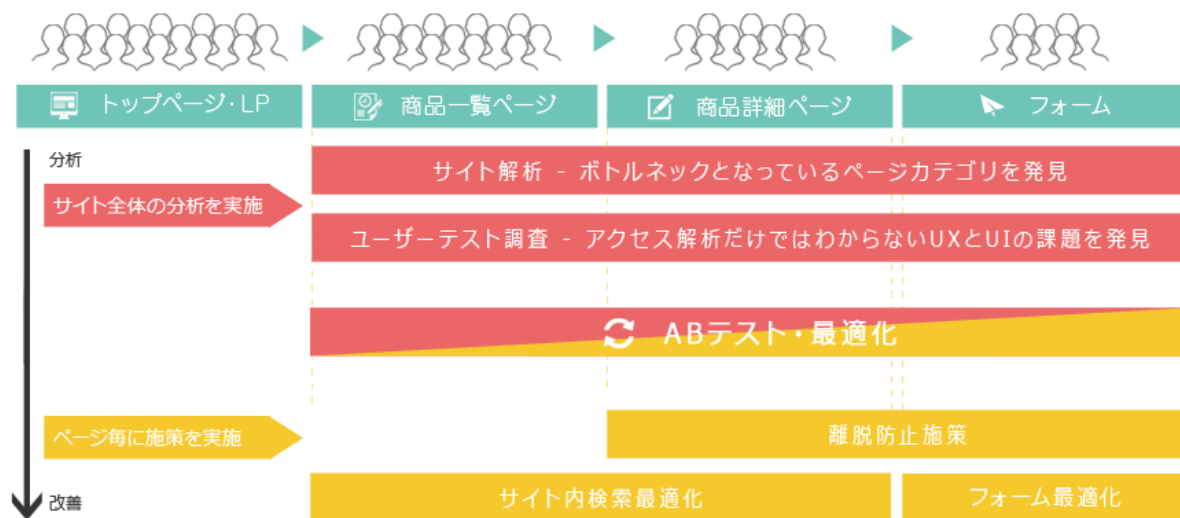 トップページ・LP
商品一覧ページ
商品詳細ページ
フォーム
分析
サイト解析 - ボトルネックとなっているページカテゴリを発見
サイト全体の分析を実施
ユーザーテスト調査 - アクセス解析だけではわからないUXとUIの課題を発見
ABテスト・最適化
ページ毎に施策を実施
離脱防止施策
改善
サイト内検索最適化
フォーム最適化